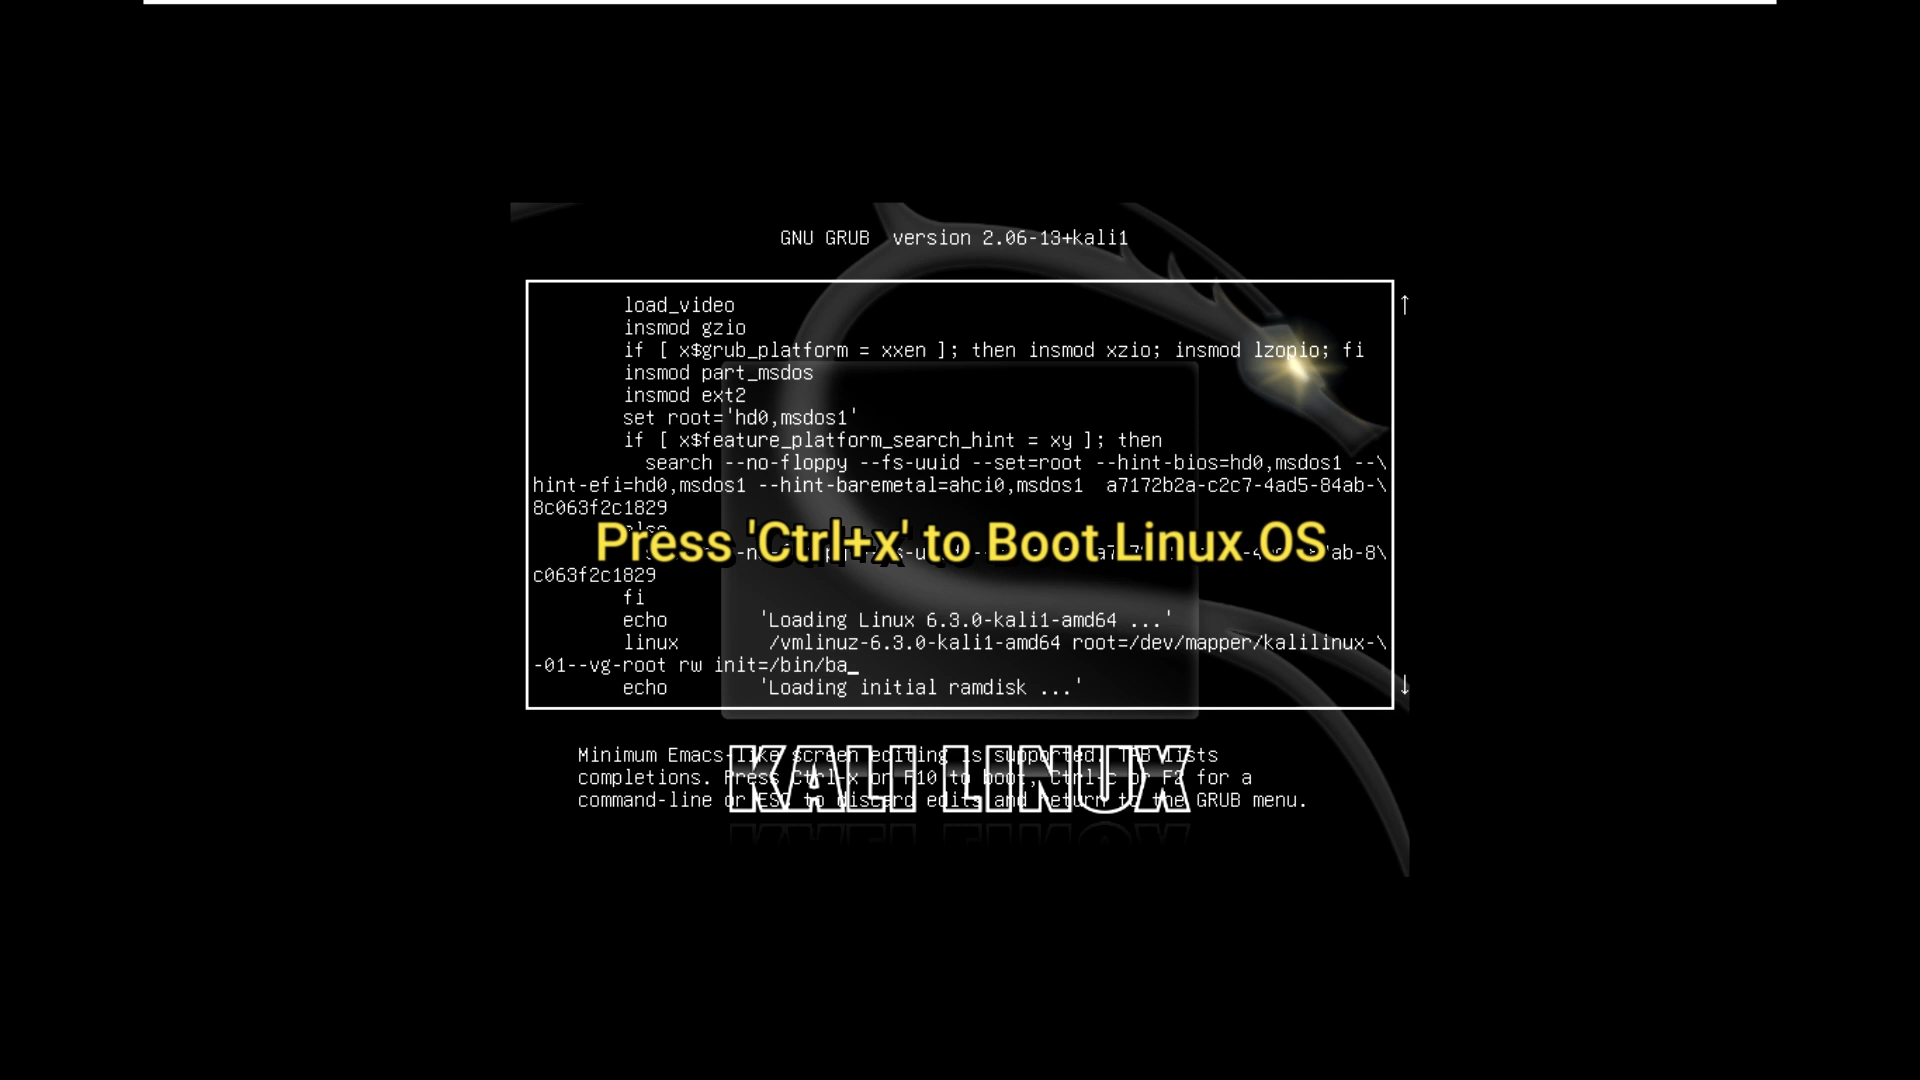 GNU GRUB  version 2.06-13+kali1
load_video
insmod gzio
if [ x$grub_platform = xxen ]; then insmod xzio; insmod lzopio; fi
insmod part_msdos
insmod ext2
set root='hd0,msdos1'
if [ x$feature_platform_search_hint = xy ]; then
search --no-floppy --fs-uuid --set=root --hint-bios=hd0,msdos1 --\
hint-efi=hd0,msdos1 --hint-baremetal=ahci0,msdos1  a7172b2a-c2c7-4ad5-84ab-\
8c063f2c1829
else
Press 'Ctrl+x' to Boot Linux OS
c063f2c1829
fi
echo 'Loading Linux 6.3.0-kali1-amd64 ...'
linux /vmlinuz-6.3.0-kali1-amd64 root=/dev/mapper/kalilinux-\
-01--vg-root rw init=/bin/ba_
echo 'Loading initial ramdisk ...'
Minimum Emacs-like screen editing is supported. TAB lists
completions. Press Ctrl-x or F10 to boot, Ctrl-c or F2 for a
command-line or ESC to discard edits and return to the GRUB menu.
KALI LINUX